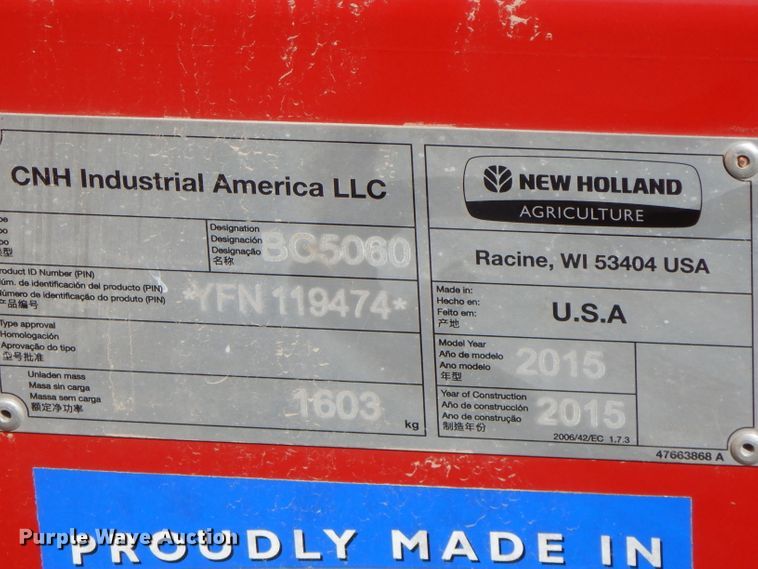 CNH Industrial America LLC
Designation
Designación
Designação
名称
BC5060
Product ID Number (PIN)
Núm. de identificación del producto (PIN)
Número de identificação do produto (PIN)
产品编号
*YFN 119474*
Type approval
Homologación
Aprovação do tipo
型号批准
Unladen mass
Masa sin carga
Massa sem carga
额定净功率
1603
kg
NEW HOLLAND
AGRICULTURE
Racine, WI 53404 USA
Made in:
Hecho en:
Feito em:
产地
U.S.A
Model Year
Año de modelo
Ano de modelo
年型
2015
Year of Construction
Año de construcción
Ano de construção
制造年份
2015
2006/42/EC 1.7.3
47663868 A
PROUDLY MADE IN
Purple Wave Auction